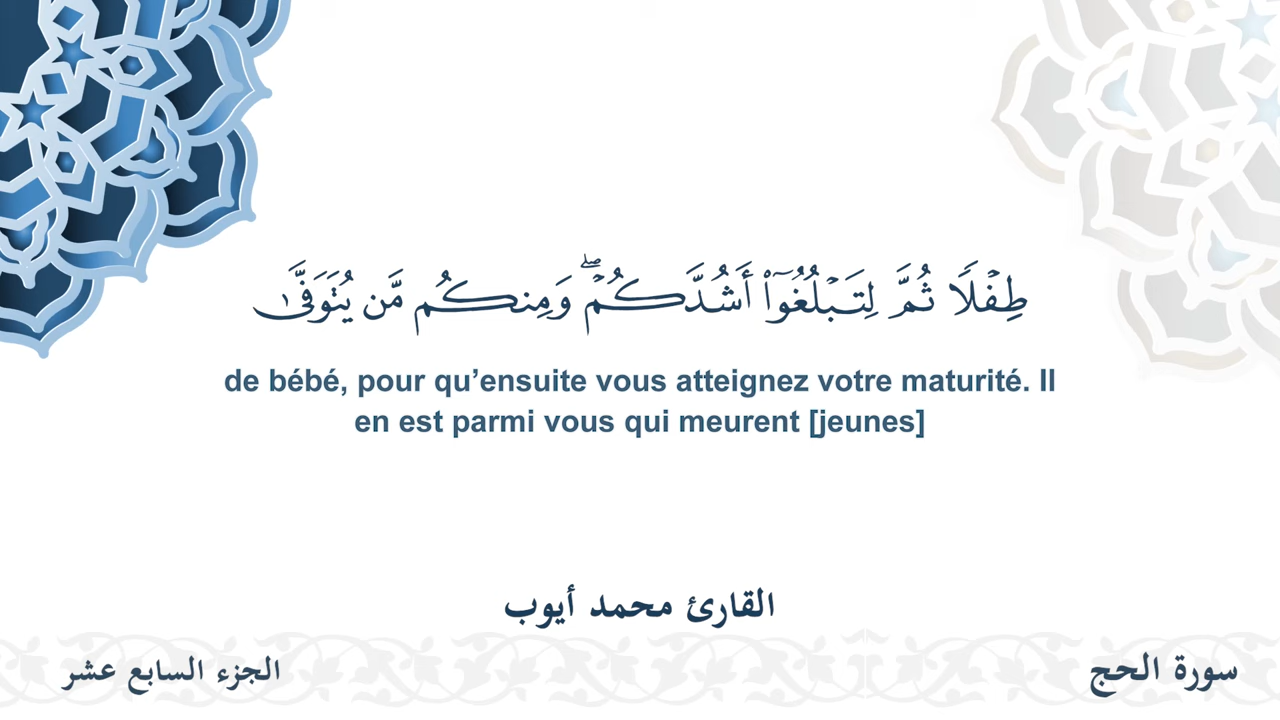 طِفْلًا ثُمَّ لِتَبْلُغُوٓا۟ أَشُدَّكُمْ ۖ وَمِنكُم مَّن يُتَوَفَّىٰ
de bébé, pour qu’ensuite vous atteignez votre maturité. Il
en est parmi vous qui meurent [jeunes]
القارئ محمد أيوب
سورة الحج
الجزء السابع عشر